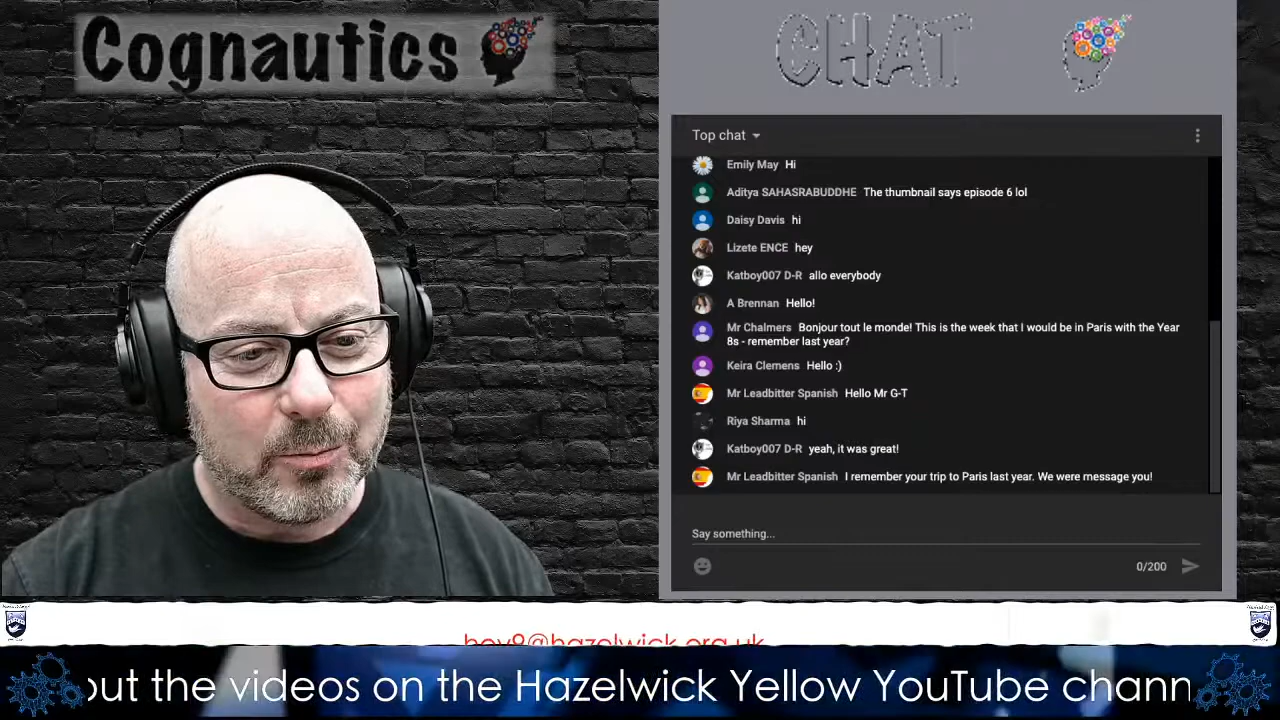 Cognautics
CHAT
Top chat
Emily May Hi
Aditya SAHASRABUDDHE The thumbnail says episode 6 lol
Daisy Davis hi
Lizete ENCE hey
Katboy007 D-R allo everybody
A Brennan Hello!
Mr Chalmers Bonjour tout le monde! This is the week that I would be in Paris with the Year
8s - remember last year?
Keira Clemens Hello :)
Mr Leadbitter Spanish Hello Mr G-T
Riya Sharma hi
Katboy007 D-R yeah, it was great!
Mr Leadbitter Spanish I remember your trip to Paris last year. We were message you!
Say something...
0/200
hoy8@hazelwick.org.uk
out the videos on the Hazelwick Yellow YouTube chann